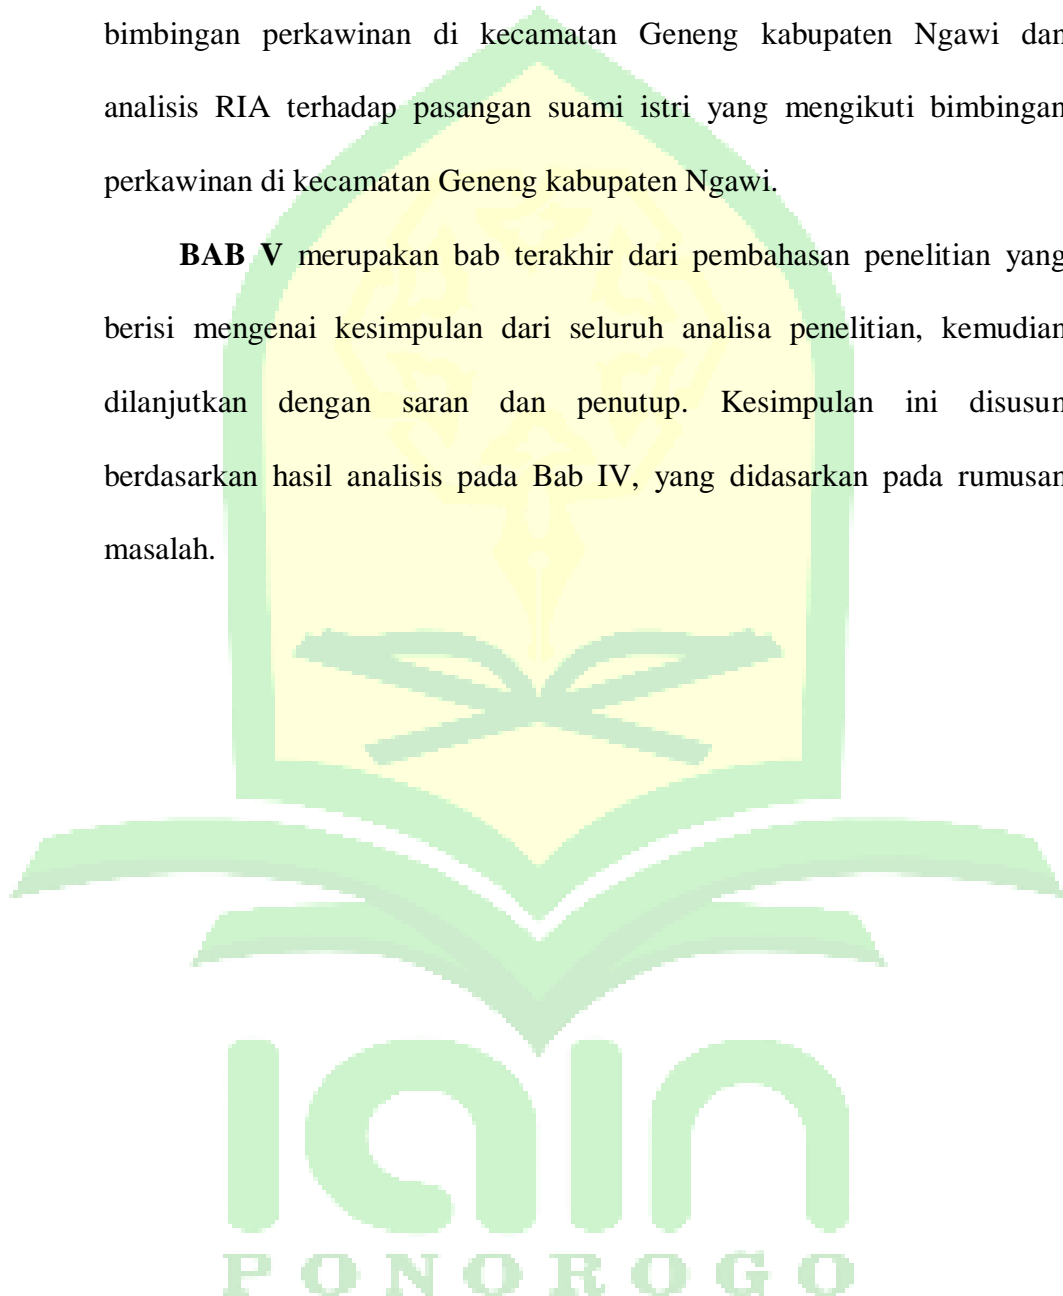 bimbingan perkawinan di kecamatan Geneng kabupaten Ngawi dan
analisis RIA terhadap pasangan suami istri yang mengikuti bimbingan
perkawinan di kecamatan Geneng kabupaten Ngawi.
BAB V merupakan bab terakhir dari pembahasan penelitian yang
berisi mengenai kesimpulan dari seluruh analisa penelitian, kemudian
dilanjutkan dengan saran dan penutup. Kesimpulan ini disusun
berdasarkan hasil analisis pada Bab IV, yang didasarkan pada rumusan
masalah.
iain
PONOROGO